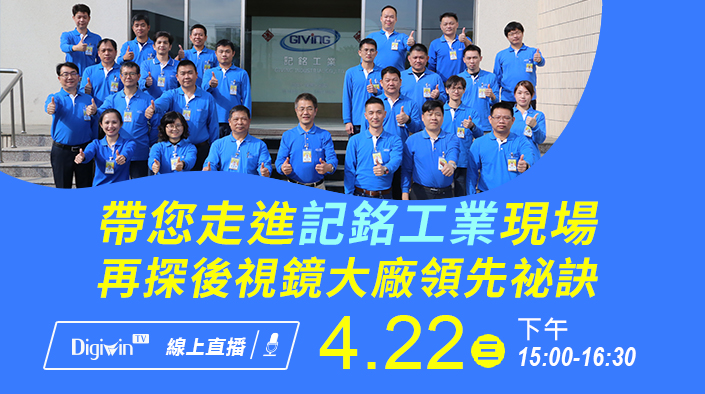 GIVING
記銘工業
帶您走進記銘工業現場
再探後視鏡大廠領先祕訣
Digiwin TV 線上直播
4.22 三 下午
15:00-16:30